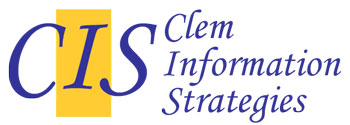 CIS
Clem
Information
Strategies